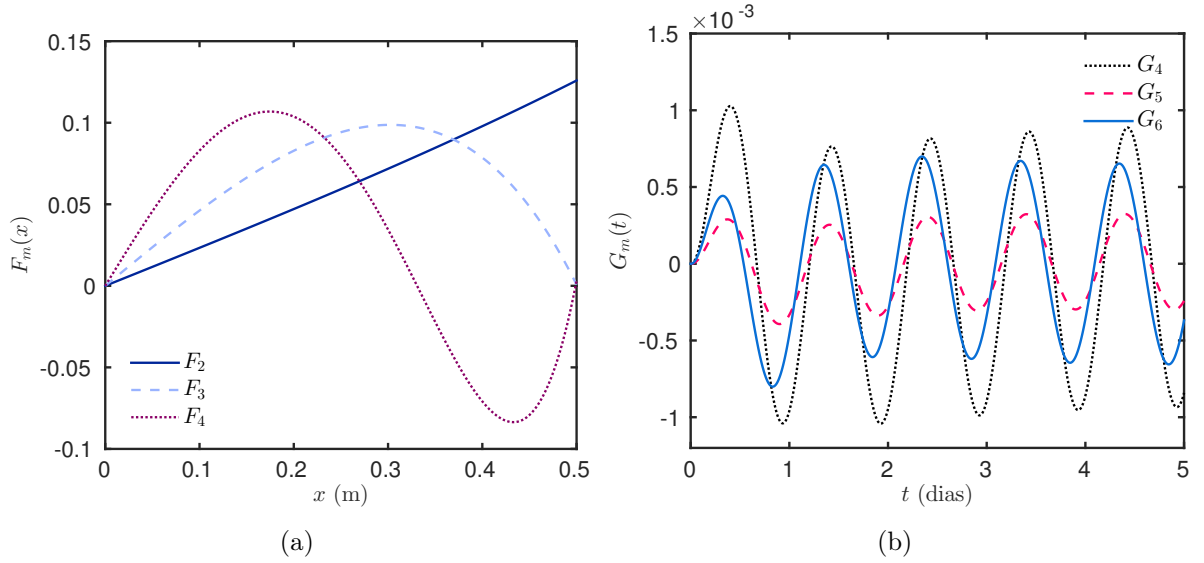 0.15
0.1
0.05
0
-0.05
-0.1
F_m(x)
F_2
F_3
F_4
0 0.1 0.2 0.3 0.4 0.5
x (m)
(a)
×10^-3
1.5
1
0.5
0
-0.5
-1
G_m(t)
G_4
G_5
G_6
0 1 2 3 4 5
t (dias)
(b)